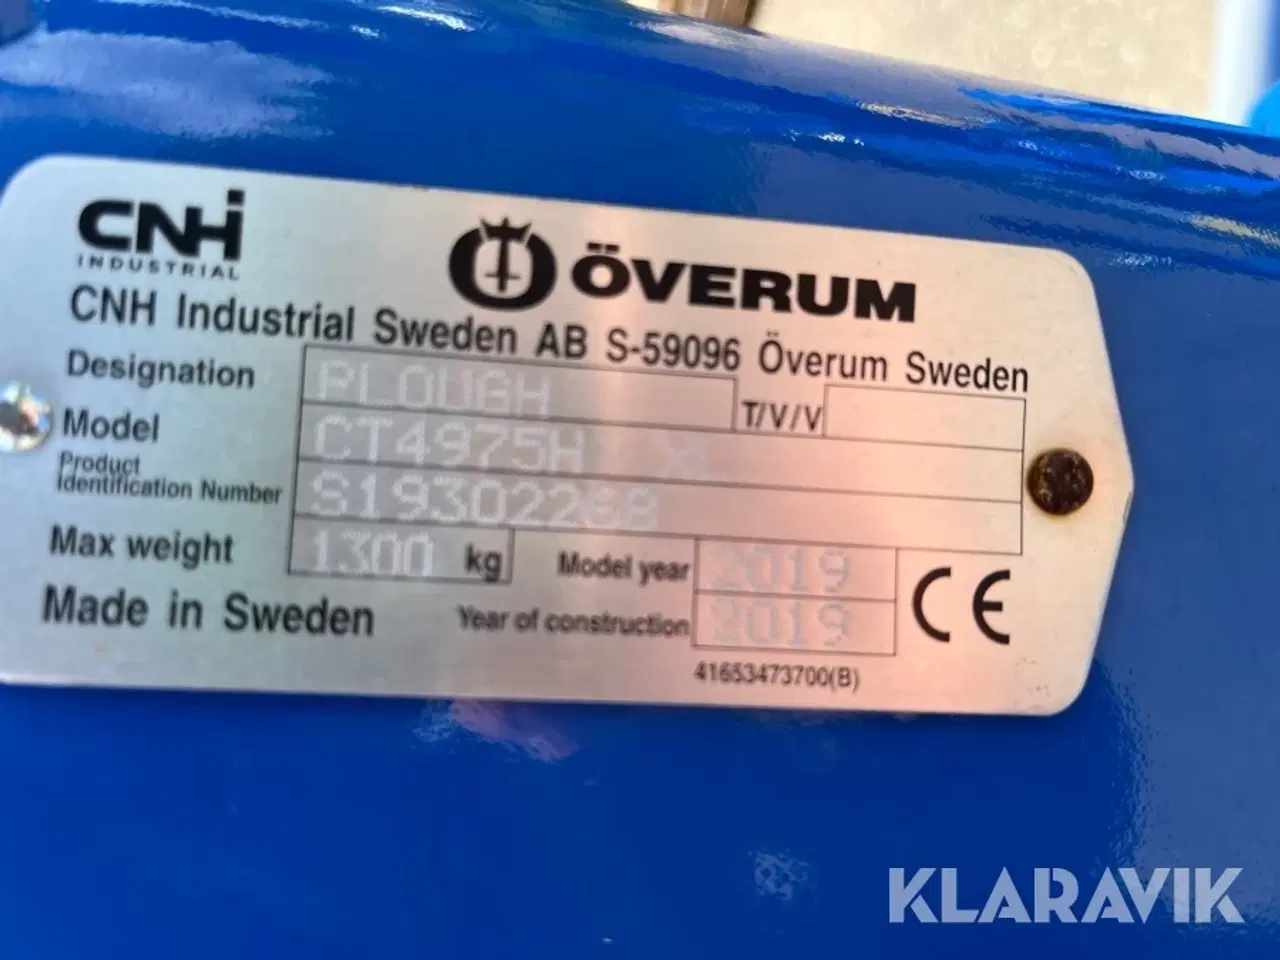 CNH
INDUSTRIAL
ÖVERUM
CNH Industrial Sweden AB S-59096 Överum Sweden
Designation PLOUGH T/V/V
Model CT4975H XL
Product
Identification Number S19302268
Max weight 1300 kg Model year 2019
Made in Sweden Year of construction 2019
CE
41653473700(B)
KLARAVIK